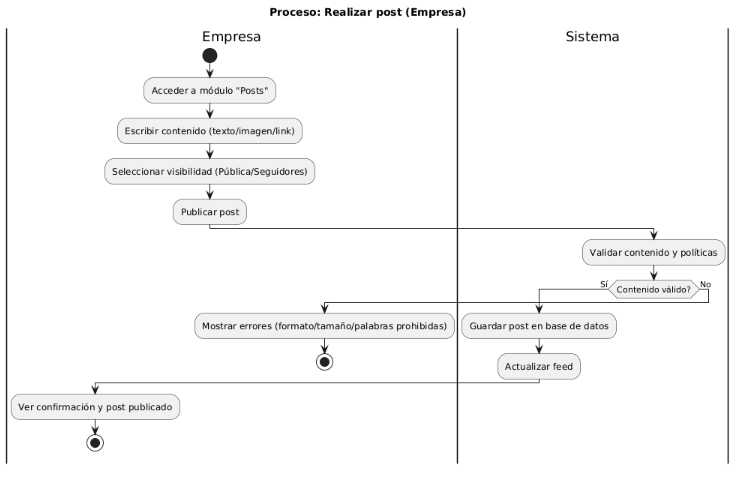 Proceso: Realizar post (Empresa)
Empresa
Sistema
Acceder a módulo "Posts"
Escribir contenido (texto/imagen/link)
Seleccionar visibilidad (Pública/Seguidores)
Publicar post
Validar contenido y políticas
Sí
Contenido válido?
No
Mostrar errores (formato/tamaño/palabras prohibidas)
Guardar post en base de datos
Actualizar feed
Ver confirmación y post publicado